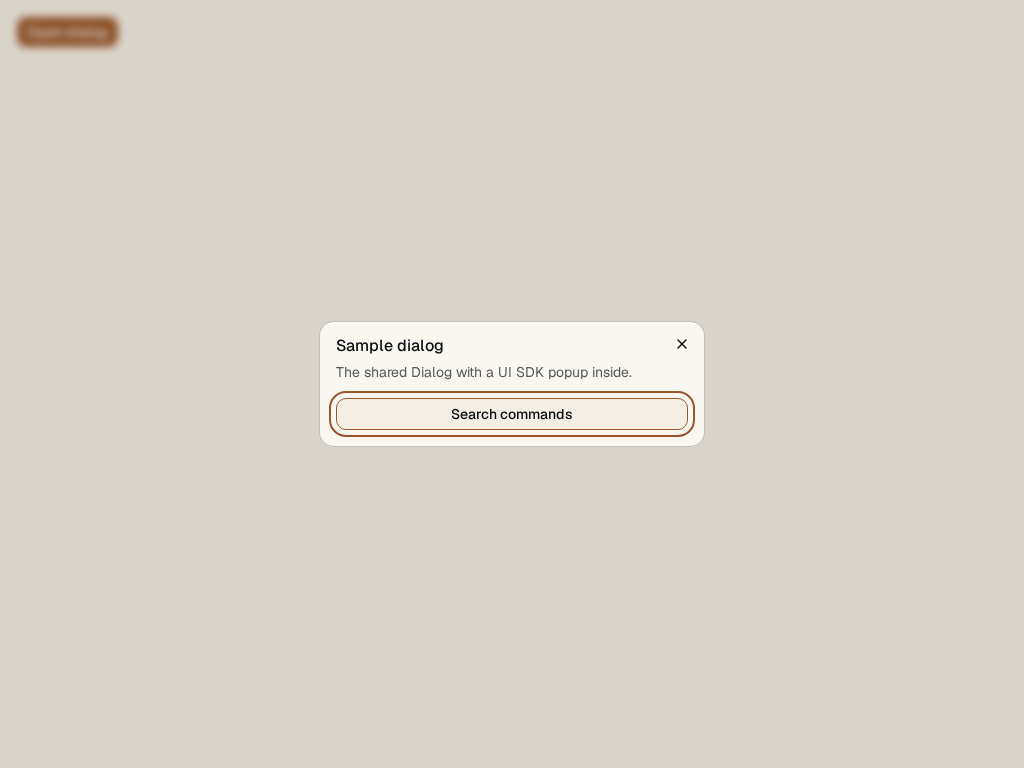 Sample dialog
The shared Dialog with a UI SDK popup inside.
Search commands